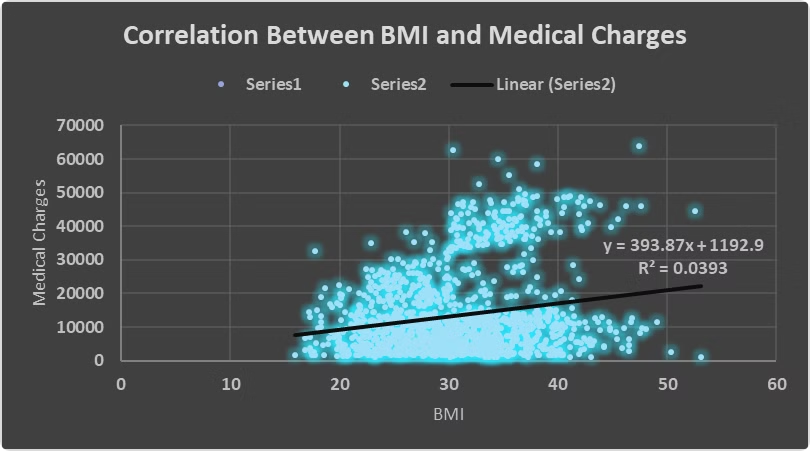 Correlation Between BMI and Medical Charges
Series1 Series2 Linear (Series2)
Medical Charges
70000
60000
50000
40000
30000
20000
10000
0
y = 393.87x + 1192.9
R² = 0.0393
0 10 20 30 40 50 60
BMI